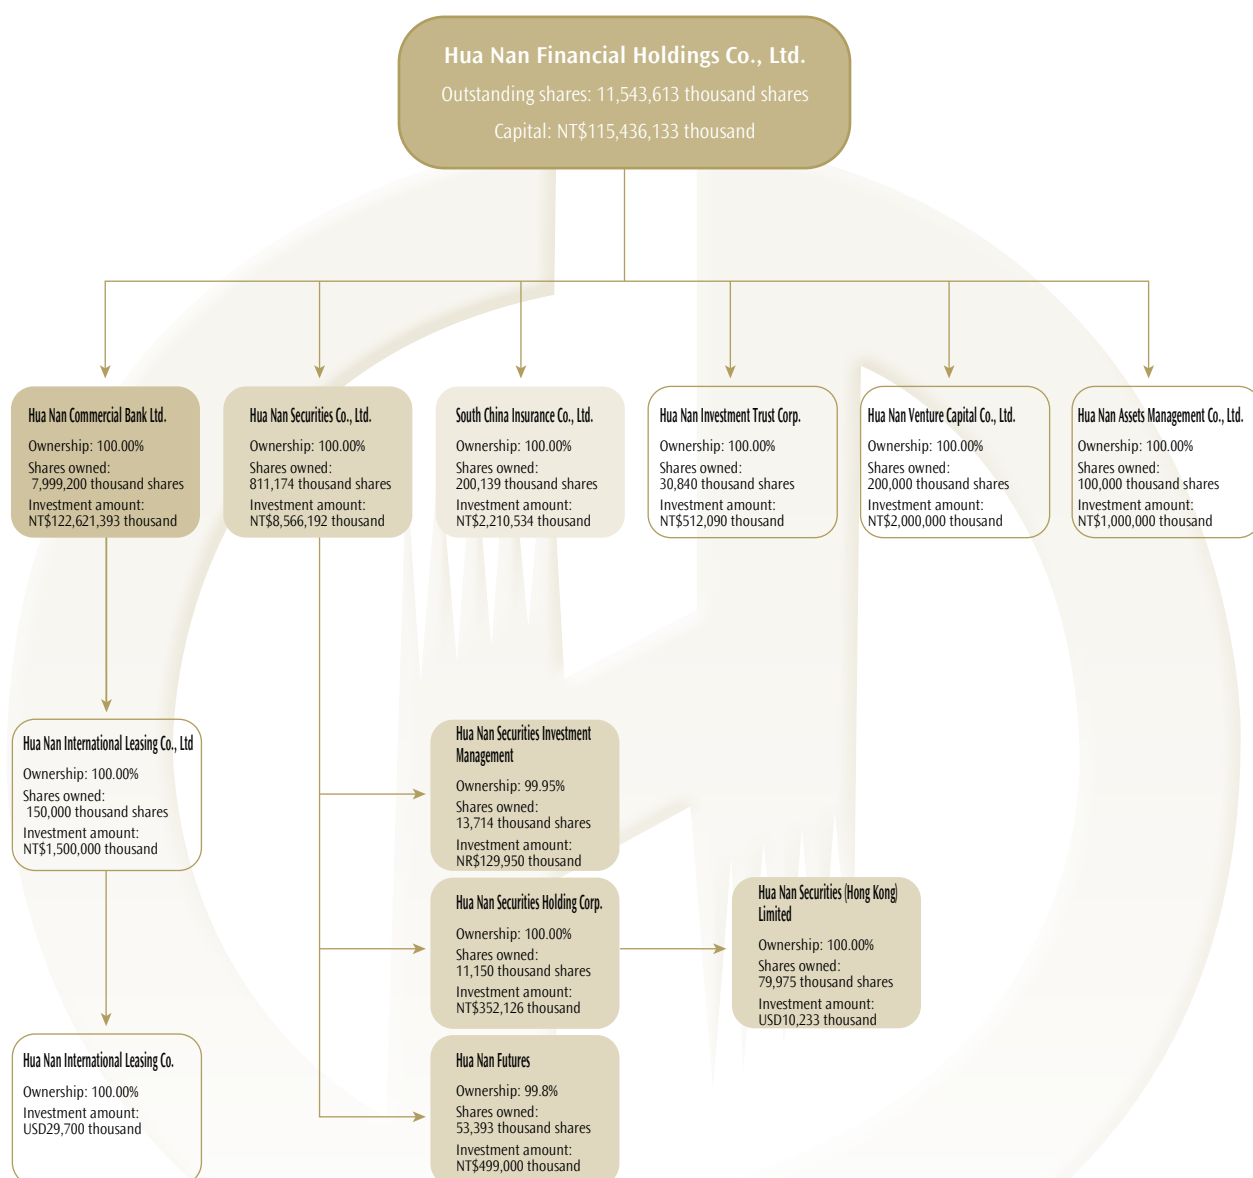 Hua Nan Financial Holdings Co., Ltd.
Outstanding shares: 11,543,613 thousand shares
Capital: NT$115,436,133 thousand
Hua Nan Commercial Bank Ltd.
Ownership: 100.00%
Shares owned:
7,999,200 thousand shares
Investment amount:
NT$122,621,393 thousand
Hua Nan Securities Co., Ltd.
Ownership: 100.00%
Shares owned:
811,174 thousand shares
Investment amount:
NT$8,566,192 thousand
South China Insurance Co., Ltd.
Ownership: 100.00%
Shares owned:
200,139 thousand shares
Investment amount:
NT$2,210,534 thousand
Hua Nan Investment Trust Corp.
Ownership: 100.00%
Shares owned:
30,840 thousand shares
Investment amount:
NT$512,090 thousand
Hua Nan Venture Capital Co., Ltd.
Ownership: 100.00%
Shares owned:
200,000 thousand shares
Investment amount:
NT$2,000,000 thousand
Hua Nan Assets Management Co., Ltd.
Ownership: 100.00%
Shares owned:
100,000 thousand shares
Investment amount:
NT$1,000,000 thousand
Hua Nan International Leasing Co., Ltd
Ownership: 100.00%
Shares owned:
150,000 thousand shares
Investment amount:
NT$1,500,000 thousand
Hua Nan Securities Investment
Management
Ownership: 99.95%
Shares owned:
13,714 thousand shares
Investment amount:
NR$129,950 thousand
Hua Nan Securities Holding Corp.
Ownership: 100.00%
Shares owned:
11,150 thousand shares
Investment amount:
NT$352,126 thousand
Hua Nan Securities (Hong Kong)
Limited
Ownership: 100.00%
Shares owned:
79,975 thousand shares
Investment amount:
USD10,233 thousand
Hua Nan International Leasing Co.
Ownership: 100.00%
Investment amount:
USD29,700 thousand
Hua Nan Futures
Ownership: 99.8%
Shares owned:
53,393 thousand shares
Investment amount:
NT$499,000 thousand